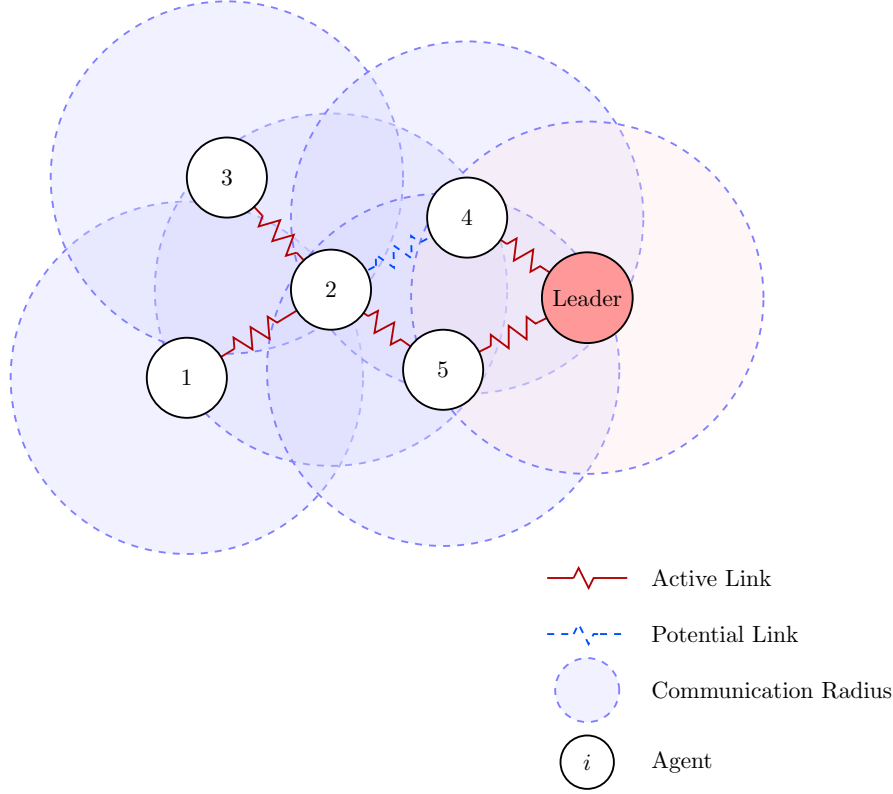 3
4
2
Leader
5
1
Active Link
Potential Link
Communication Radius
i
Agent